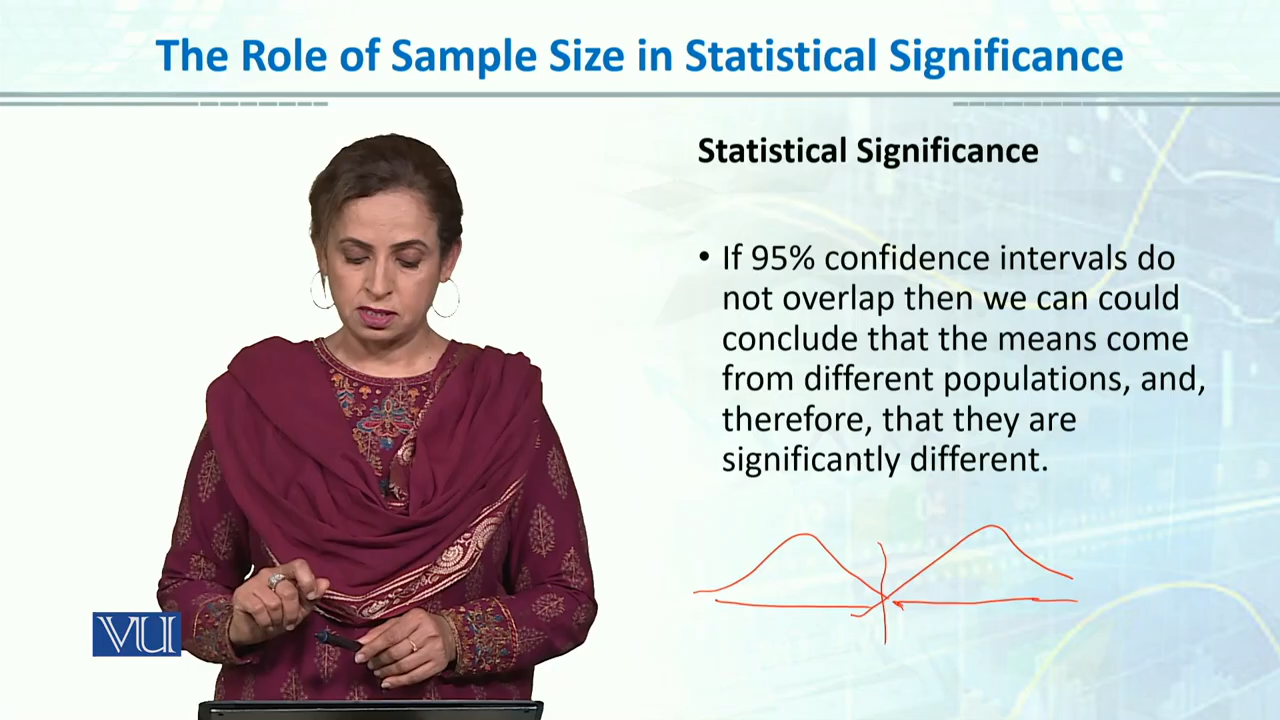 The Role of Sample Size in Statistical Significance
Statistical Significance
• If 95% confidence intervals do
not overlap then we can could
conclude that the means come
from different populations, and,
therefore, that they are
significantly different.
VU